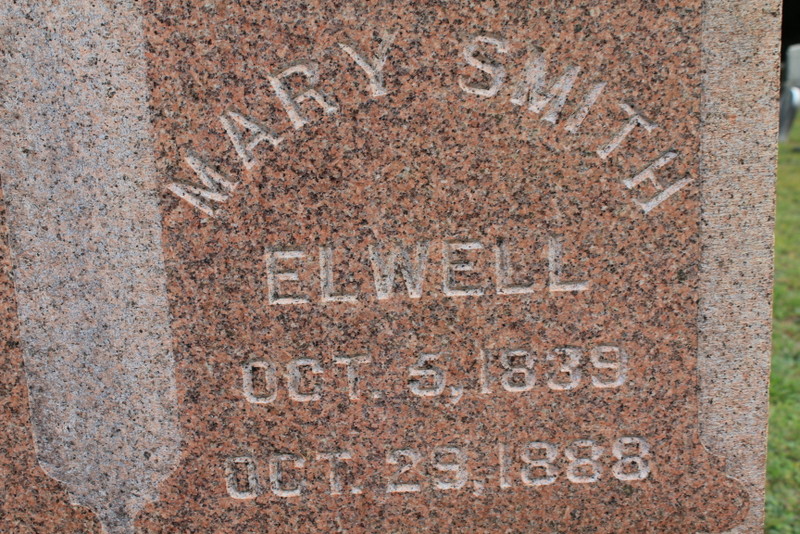 MARY SMITH
ELWELL
OCT. 5, 1839
OCT. 29, 1888